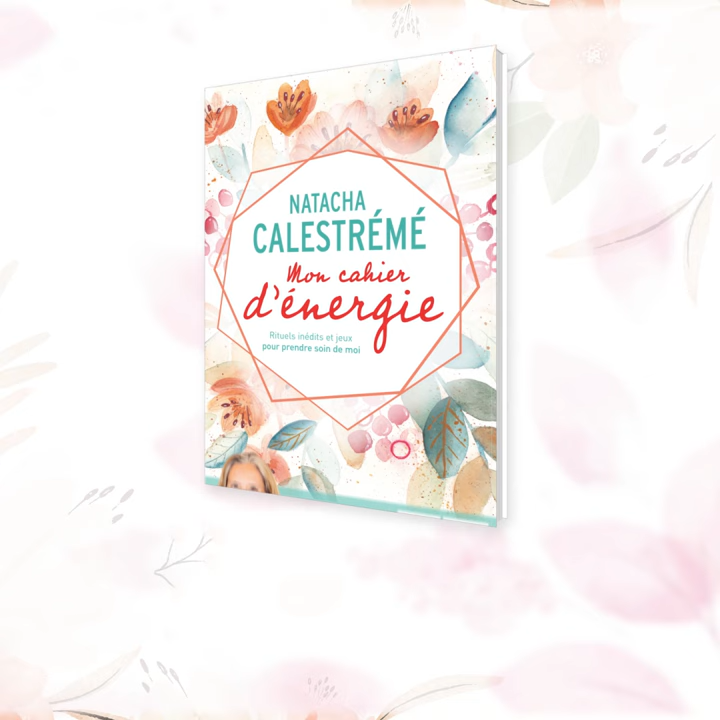 NATACHA
CALESTRÉMÉ
Mon cahier
d'énergie
Rituels inédits et jeux
pour prendre soin de moi